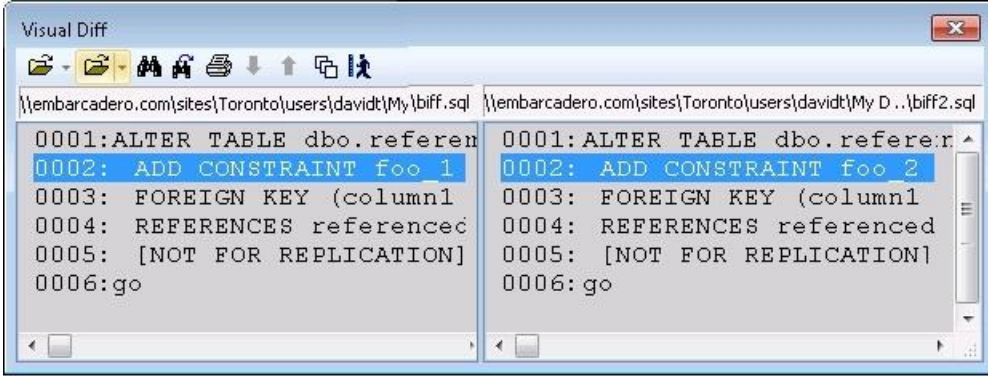 Visual Diff
\\embarcadero.com\sites\Toronto\users\davidt\My\biff.sql
0001:ALTER TABLE dbo.referen
0002: ADD CONSTRAINT foo_1
0003: FOREIGN KEY (column1
0004: REFERENCES referenced
0005: [NOT FOR REPLICATION]
0006:go
\\embarcadero.com\sites\Toronto\users\davidt\My D..\biff2.sql
0001:ALTER TABLE dbo.referen
0002: ADD CONSTRAINT foo_2
0003: FOREIGN KEY (column1
0004: REFERENCES referenced
0005: [NOT FOR REPLICATION]
0006:go